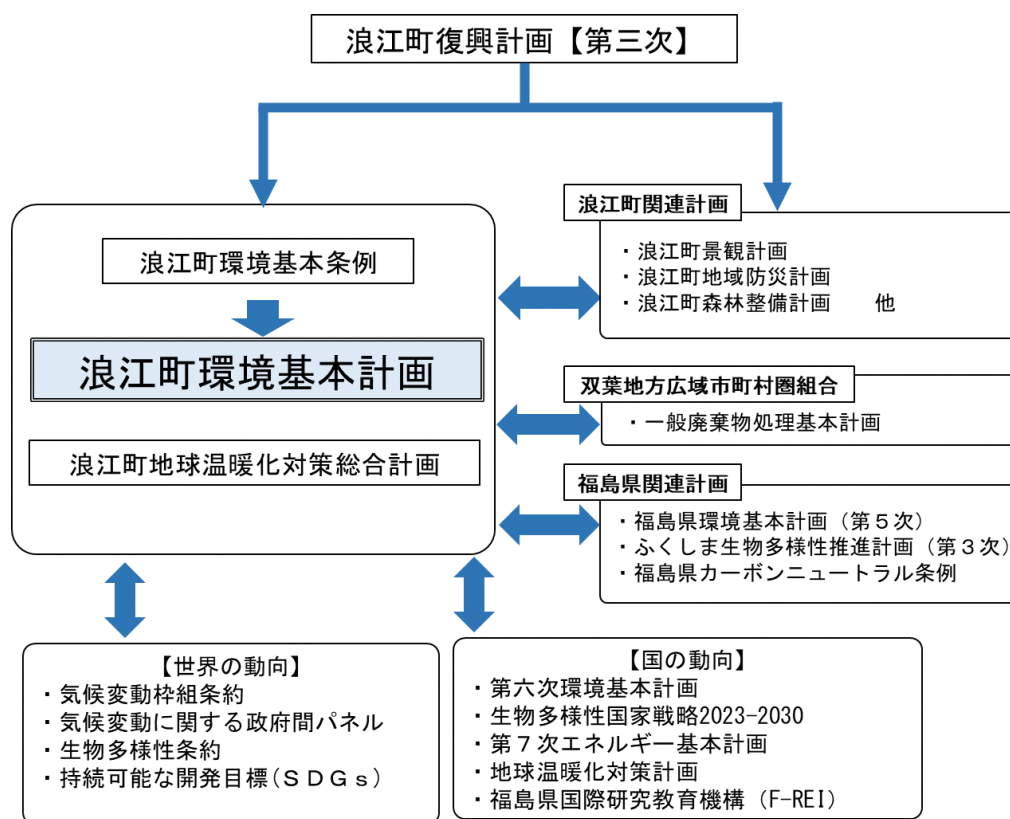 浪江町復興計画【第三次】
浪江町環境基本条例
浪江町環境基本計画
浪江町地球温暖化対策総合計画
浪江町関連計画
・浪江町景観計画
・浪江町地域防災計画
・浪江町森林整備計画　　他
双葉地方広域市町村圏組合
・一般廃棄物処理基本計画
福島県関連計画
・福島県環境基本計画（第５次）
・ふくしま生物多様性推進計画（第３次）
・福島県カーボンニュートラル条例
【世界の動向】
・気候変動枠組条約
・気候変動に関する政府間パネル
・生物多様性条約
・持続可能な開発目標（ＳＤＧｓ）
【国の動向】
・第六次環境基本計画
・生物多様性国家戦略2023-2030
・第７次エネルギー基本計画
・地球温暖化対策計画
・福島県国際研究教育機構（F-REI）